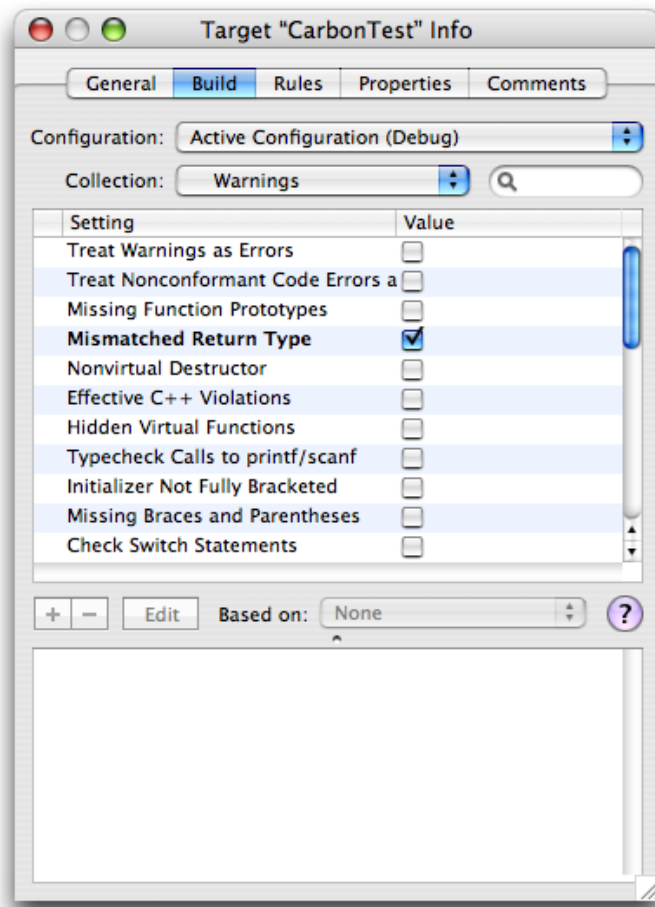 Target “CarbonTest” Info
General Build Rules Properties Comments
Configuration: Active Configuration (Debug)
Collection: Warnings
Setting Value
Treat Warnings as Errors
Treat Nonconformant Code Errors a
Missing Function Prototypes
Mismatched Return Type
Nonvirtual Destructor
Effective C++ Violations
Hidden Virtual Functions
Typecheck Calls to printf/scanf
Initializer Not Fully Bracketed
Missing Braces and Parentheses
Check Switch Statements
+ − Edit Based on: None ?